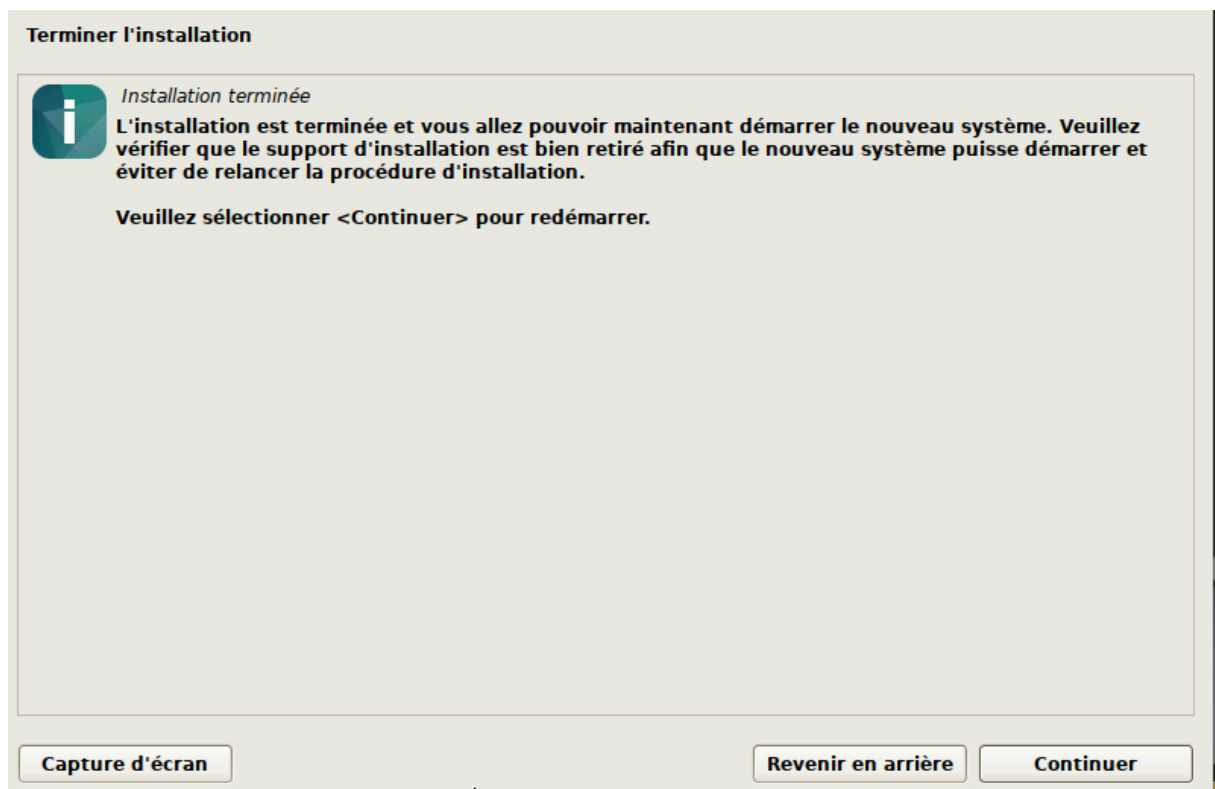 Terminer l'installation
Installation terminée
L'installation est terminée et vous allez pouvoir maintenant démarrer le nouveau système. Veuillez
vérifier que le support d'installation est bien retiré afin que le nouveau système puisse démarrer et
éviter de relancer la procédure d'installation.
Veuillez sélectionner <Continuer> pour redémarrer.
Capture d'écran
Revenir en arrière
Continuer